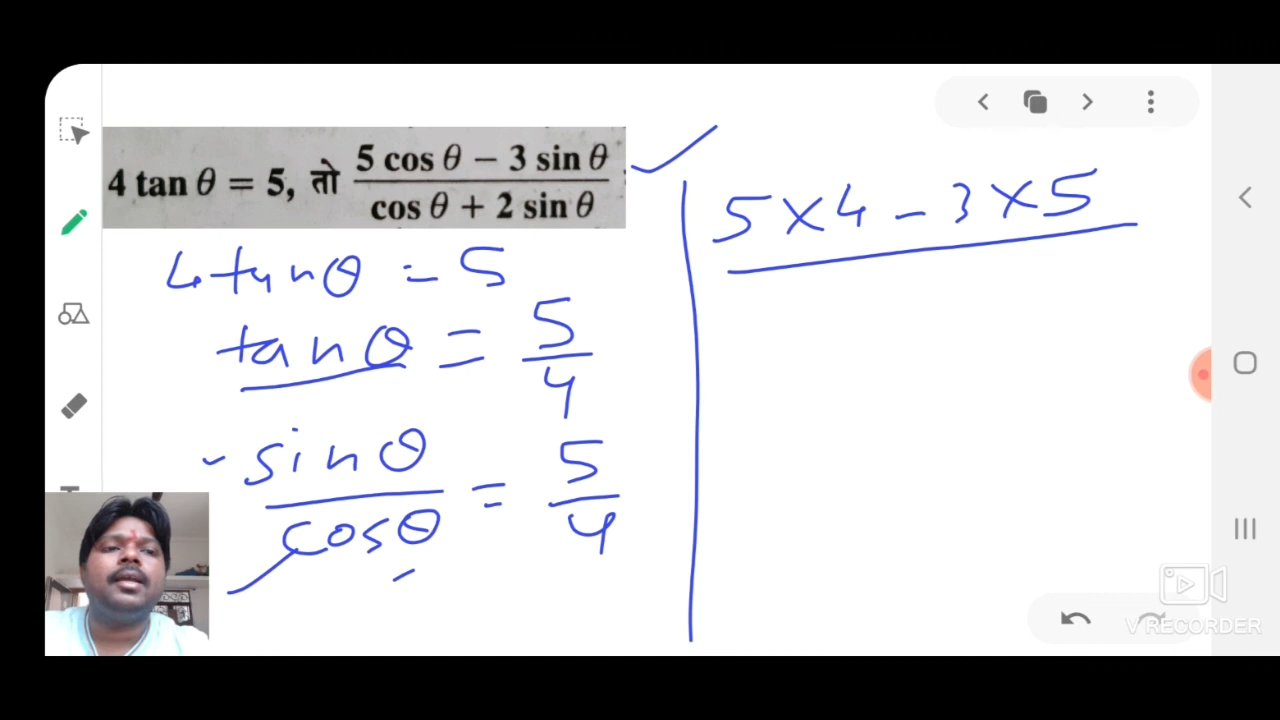 4 tan θ = 5, तो (5 cos θ − 3 sin θ)/(cos θ + 2 sin θ)
4 tan θ = 5
tan θ = 5/4
sin θ/cos θ = 5/4
5 × 4 − 3 × 5
V RECORDER